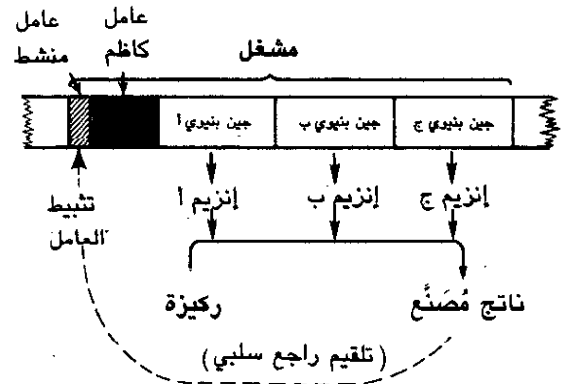 عامل
منشط
عامل
كاظم
مشغل
جين بنيوي أ
جين بنيوي ب
جين بنيوي ج
تثبيط
العامل
إنزيم أ
إنزيم ب
إنزيم ج
ركيزة
ناتج مُصَنَّع
(تلقيم راجع سلبي)